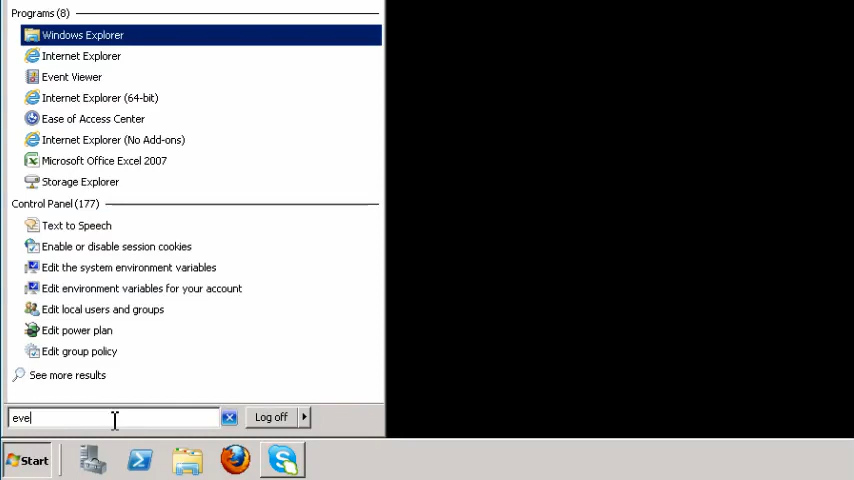 Programs (8)
Windows Explorer
Internet Explorer
Event Viewer
Internet Explorer (64-bit)
Ease of Access Center
Internet Explorer (No Add-ons)
Microsoft Office Excel 2007
Storage Explorer
Control Panel (177)
Text to Speech
Enable or disable session cookies
Edit the system environment variables
Edit environment variables for your account
Edit local users and groups
Edit power plan
Edit group policy
See more results
eve
Log off
Start